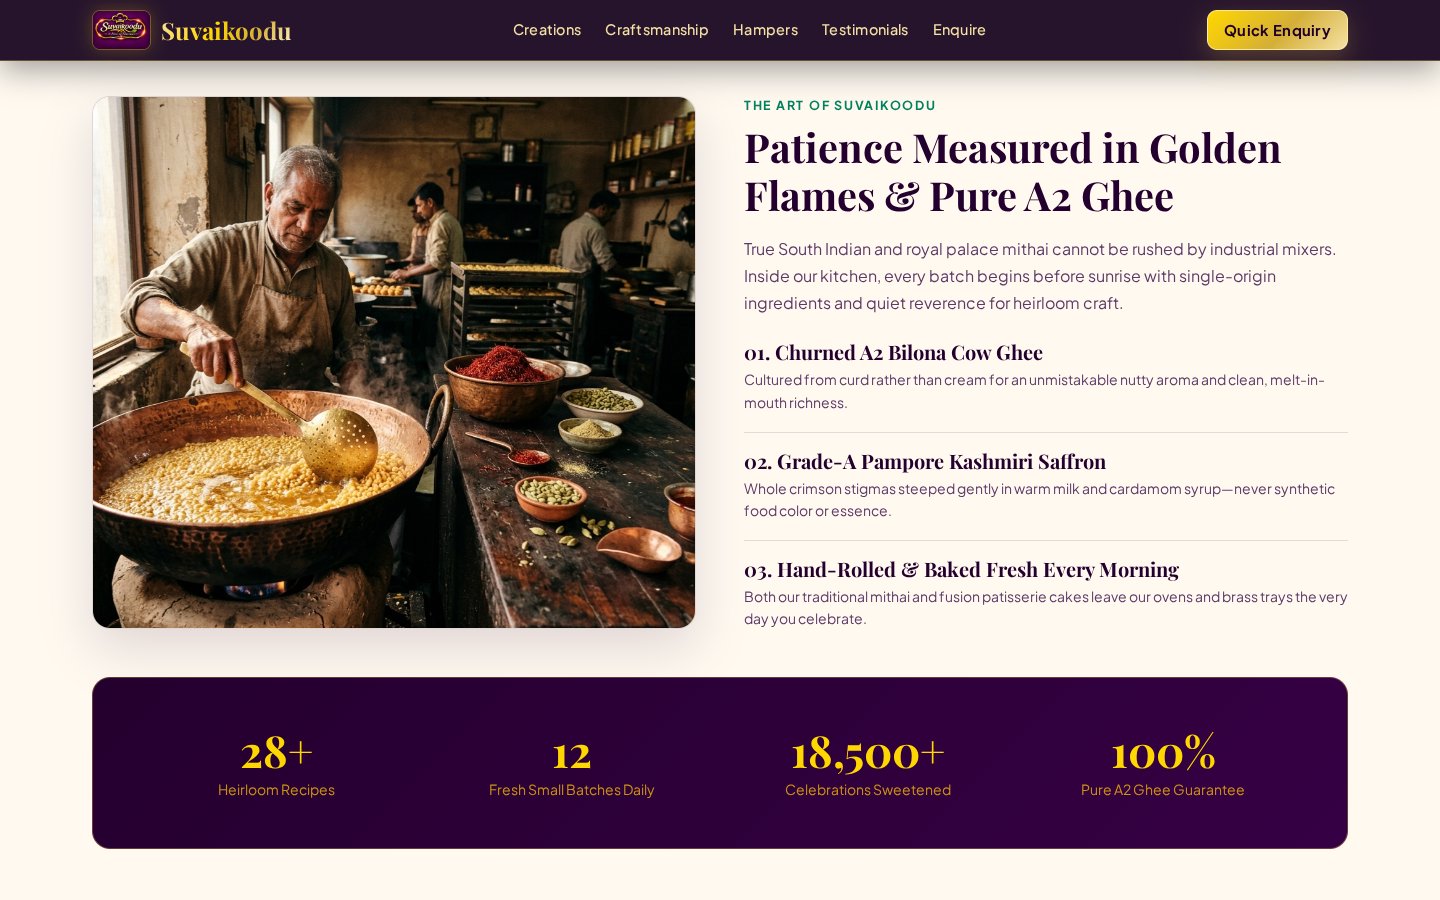 Suvaikoodu
Suvaikoodu
Creations
Craftsmanship
Hampers
Testimonials
Enquire
Quick Enquiry
THE ART OF SUVAIKOODU
Patience Measured in Golden
Flames & Pure A2 Ghee
True South Indian and royal palace mithai cannot be rushed by industrial mixers.
Inside our kitchen, every batch begins before sunrise with single-origin
ingredients and quiet reverence for heirloom craft.
01. Churned A2 Bilona Cow Ghee
Cultured from curd rather than cream for an unmistakable nutty aroma and clean, melt-in-
mouth richness.
02. Grade-A Pampore Kashmiri Saffron
Whole crimson stigmas steeped gently in warm milk and cardamom syrup—never synthetic
food color or essence.
03. Hand-Rolled & Baked Fresh Every Morning
Both our traditional mithai and fusion patisserie cakes leave our ovens and brass trays the very
day you celebrate.
28+
Heirloom Recipes
12
Fresh Small Batches Daily
18,500+
Celebrations Sweetened
100%
Pure A2 Ghee Guarantee